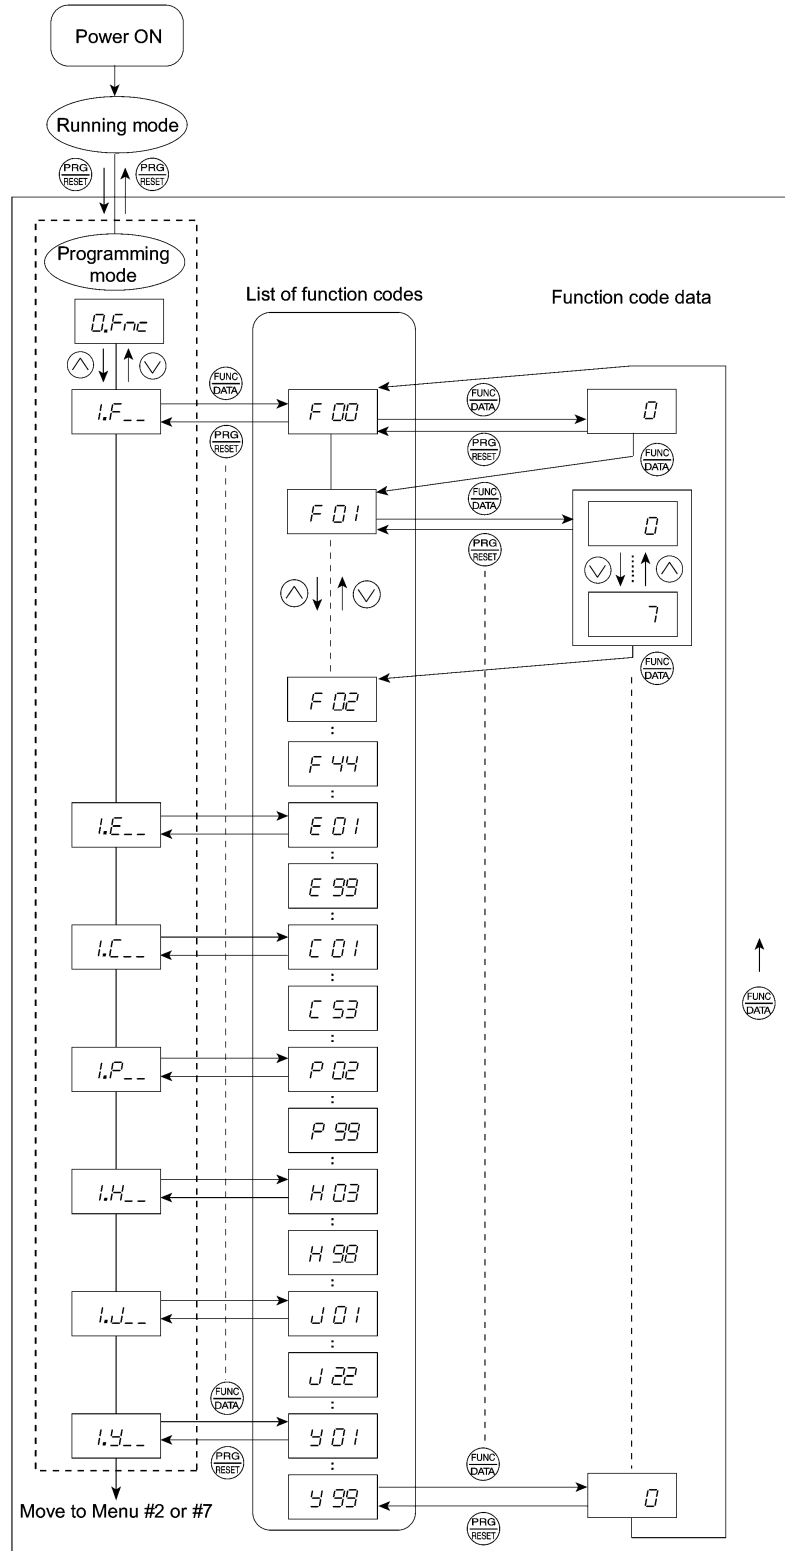 Power ON
Running mode
PRG
RESET
PRG
RESET
Programming
mode
List of function codes
Function code data
0.Fnc
FUNC
DATA
1.F__
F 00
FUNC
DATA
0
PRG
RESET
PRG
RESET
FUNC
DATA
FUNC
DATA
F 01
0
PRG
RESET
7
FUNC
DATA
F 02
F 44
1.E__
E 01
E 99
1.C__
C 01
C 53
FUNC
DATA
1.P__
P 02
P 99
1.H__
H 03
H 98
1.J__
J 01
J 22
FUNC
DATA
1.y__
y 01
PRG
RESET
FUNC
DATA
y 99
0
Move to Menu #2 or #7
PRG
RESET